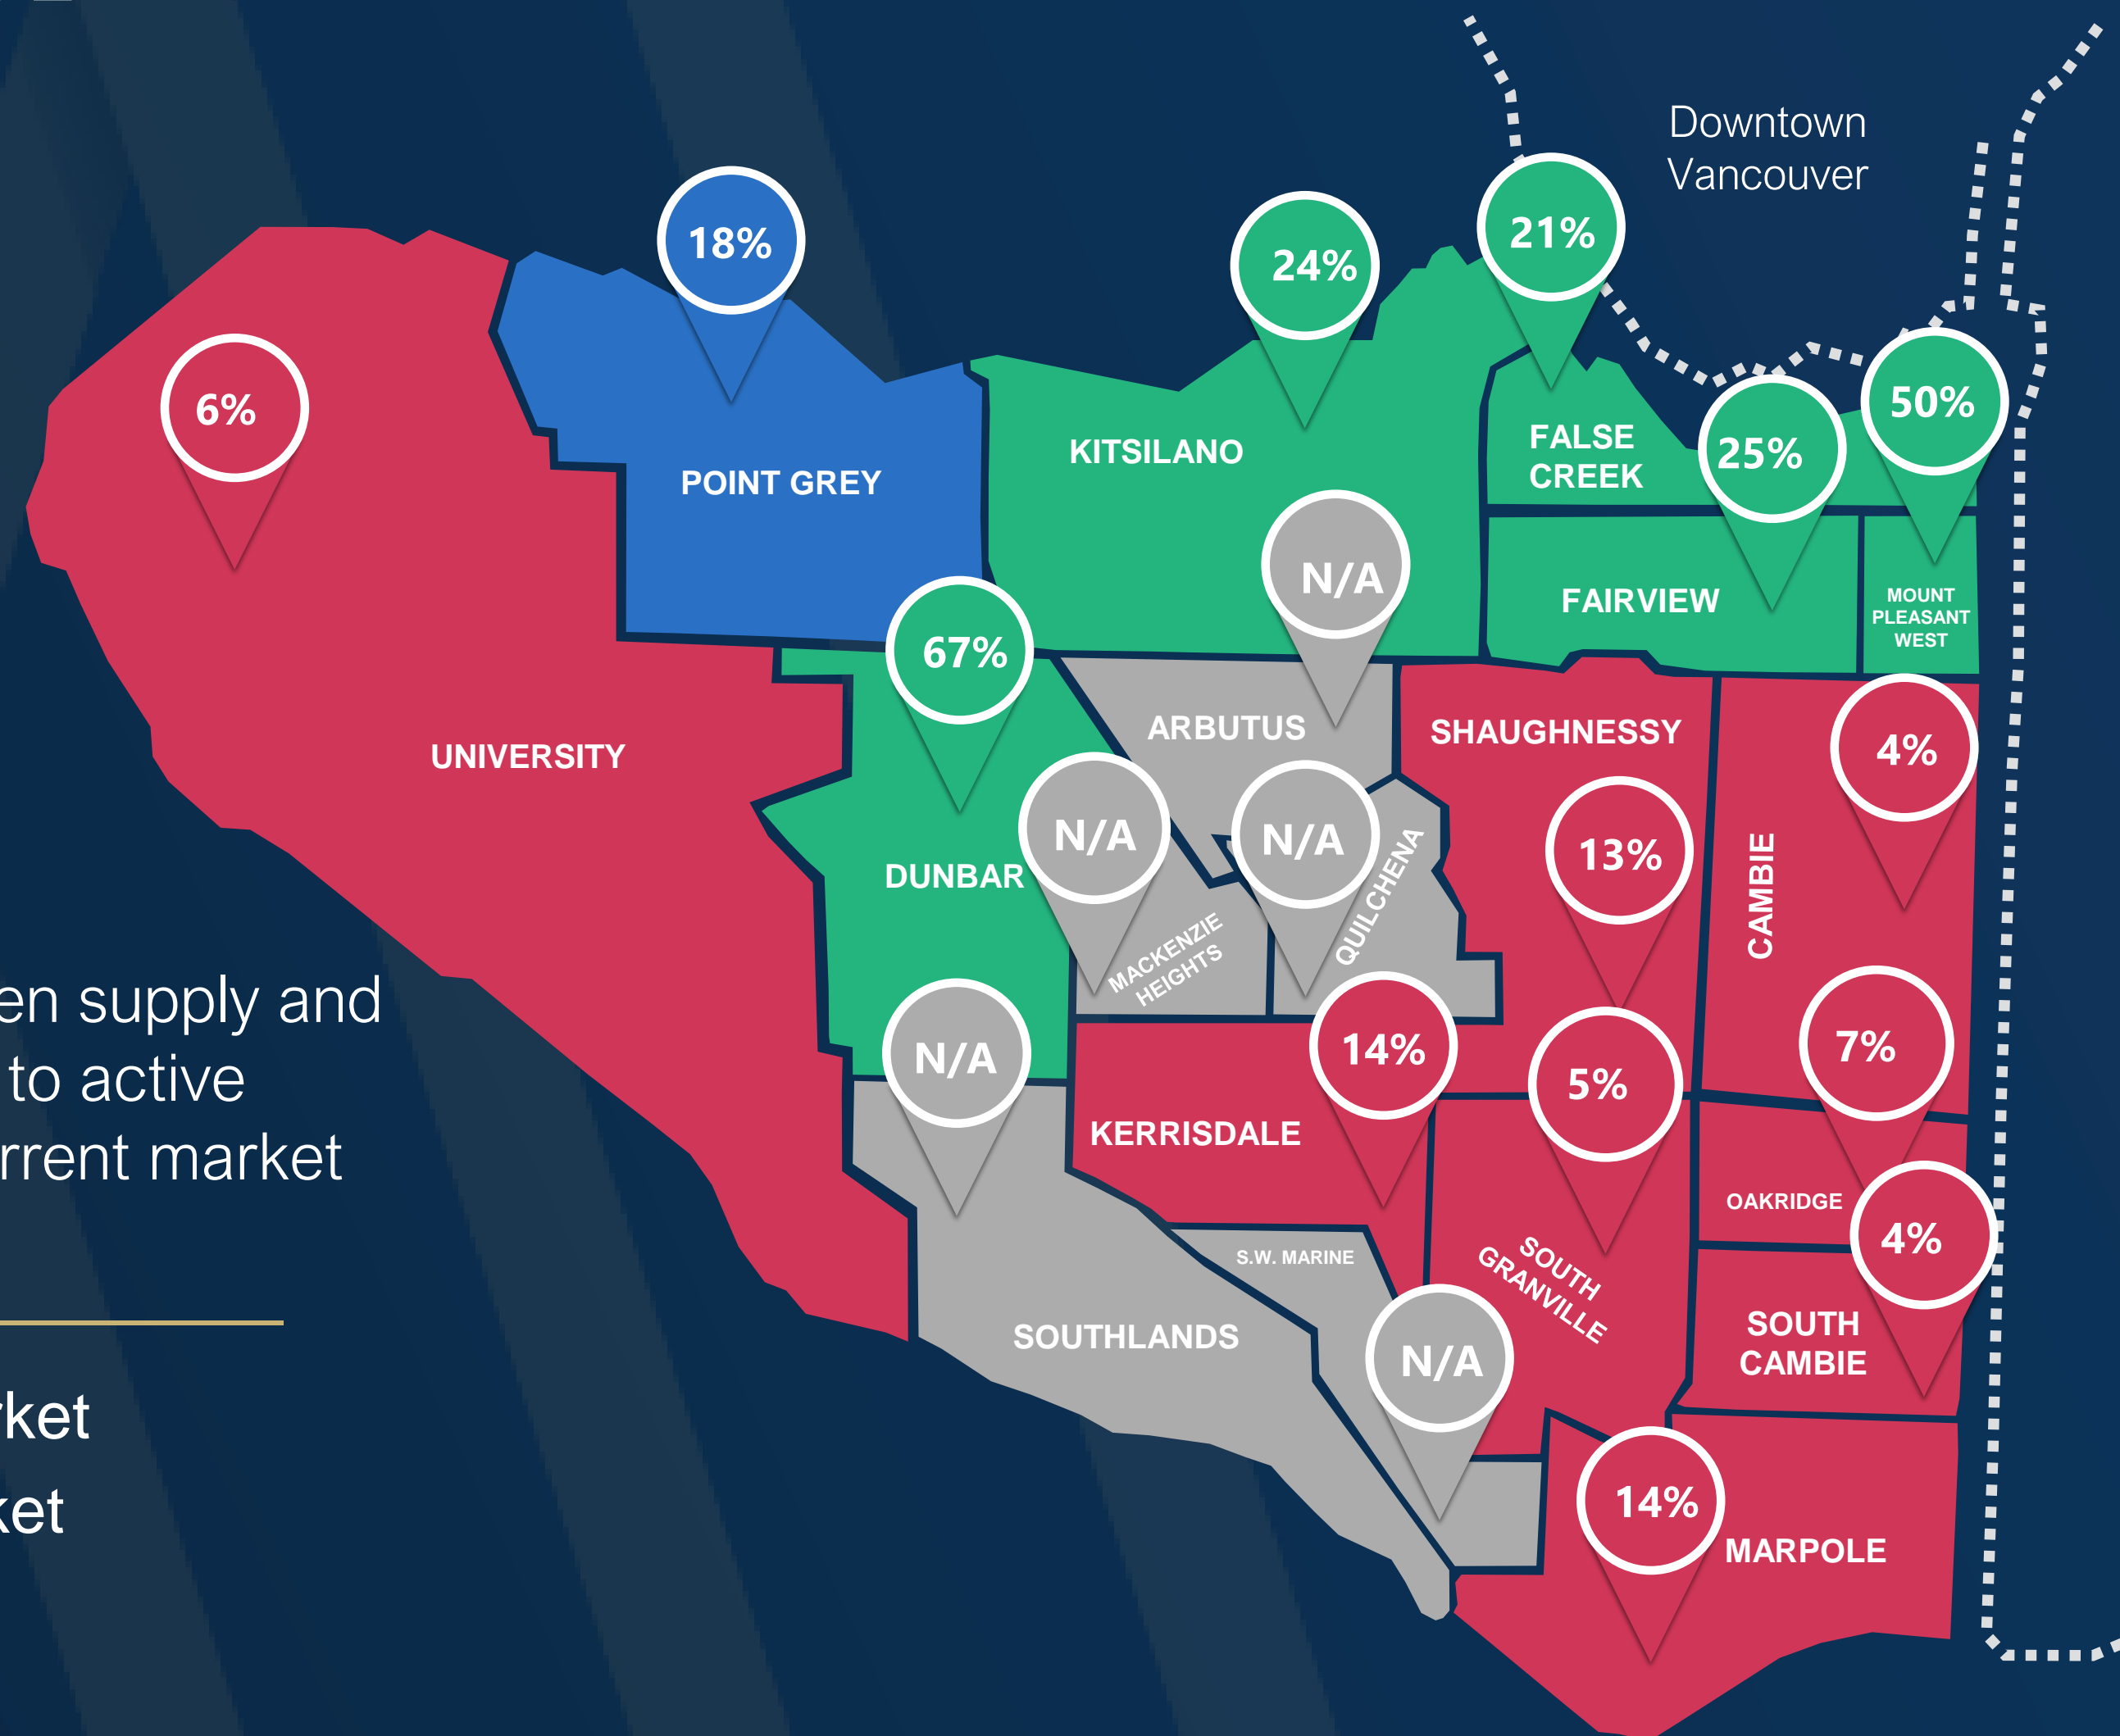 Downtown
Vancouver
18%
21%
24%
6%
50%
25%
KITSILANO
FALSE
CREEK
POINT GREY
N/A
FAIRVIEW
MOUNT
PLEASANT
WEST
67%
ARBUTUS
SHAUGHNESSY
UNIVERSITY
4%
N/A
N/A
13%
DUNBAR
QUILCHENA
CAMBIE
MACKENZIE
HEIGHTS
en supply and
to active
rrent market
N/A
14%
5%
7%
KERRISDALE
OAKRIDGE
4%
S.W. MARINE
SOUTH
GRANVILLE
SOUTHLANDS
N/A
SOUTH
CAMBIE
rket
ket
14%
MARPOLE